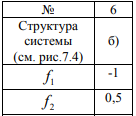 № 6
Структура
системы б)
(см. рис.7.4)
f₁ -1
f₂ 0,5